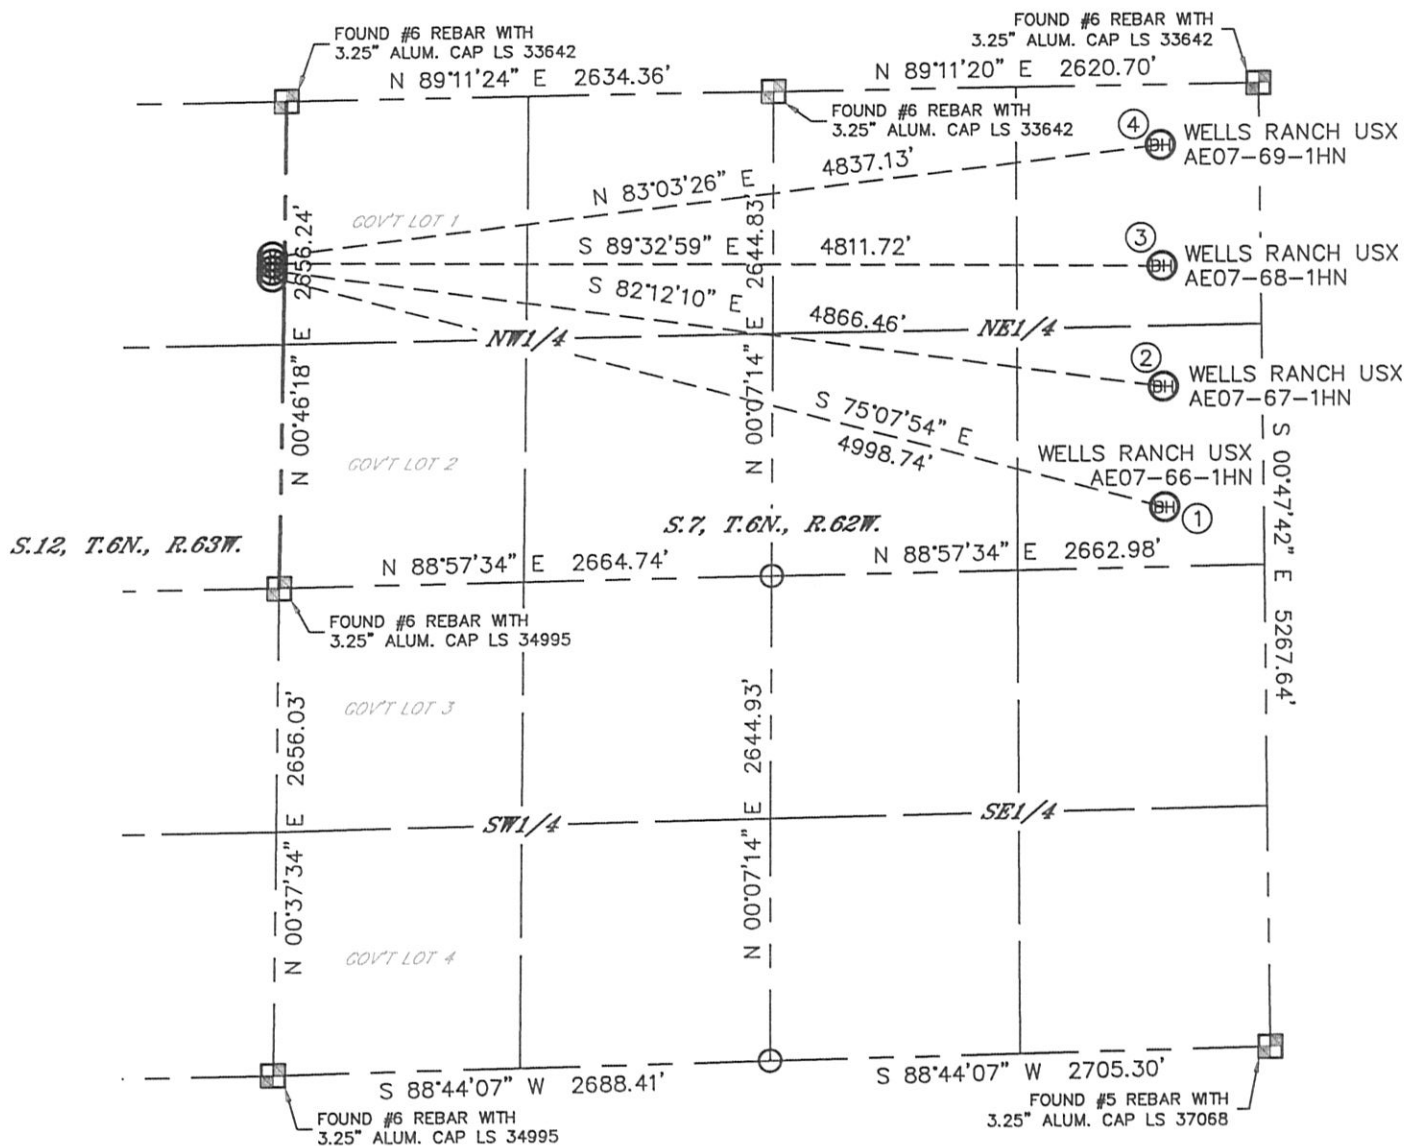 FOUND #6 REBAR WITH
3.25" ALUM. CAP LS 33642
FOUND #6 REBAR WITH
3.25" ALUM. CAP LS 33642
N 89°11'24" E 2634.36'
N 89°11'20" E 2620.70'
FOUND #6 REBAR WITH
3.25" ALUM. CAP LS 33642
4
WELLS RANCH USX
AE07-69-1HN
BH
N 83°03'26" E 4837.13'
GOV'T LOT 1
N 00°46'18" E 2656.24'
N 00°07'14" E 2644.83'
S 89°32'59" E 4811.72'
3
WELLS RANCH USX
AE07-68-1HN
BH
S 82°12'10" E 4866.46'
NW1/4
NE1/4
2
WELLS RANCH USX
AE07-67-1HN
BH
S 75°07'54" E
4998.74'
GOV'T LOT 2
WELLS RANCH USX
AE07-66-1HN
BH
1
S 00°47'42" E 5267.64'
S.12, T.6N., R.63W.
S.7, T.6N., R.62W.
N 88°57'34" E 2664.74'
N 88°57'34" E 2662.98'
FOUND #6 REBAR WITH
3.25" ALUM. CAP LS 34995
GOV'T LOT 3
N 00°37'34" E 2656.03'
N 00°07'14" E 2644.93'
SW1/4
SE1/4
GOV'T LOT 4
S 88°44'07" W 2688.41'
S 88°44'07" W 2705.30'
FOUND #6 REBAR WITH
3.25" ALUM. CAP LS 34995
FOUND #5 REBAR WITH
3.25" ALUM. CAP LS 37068